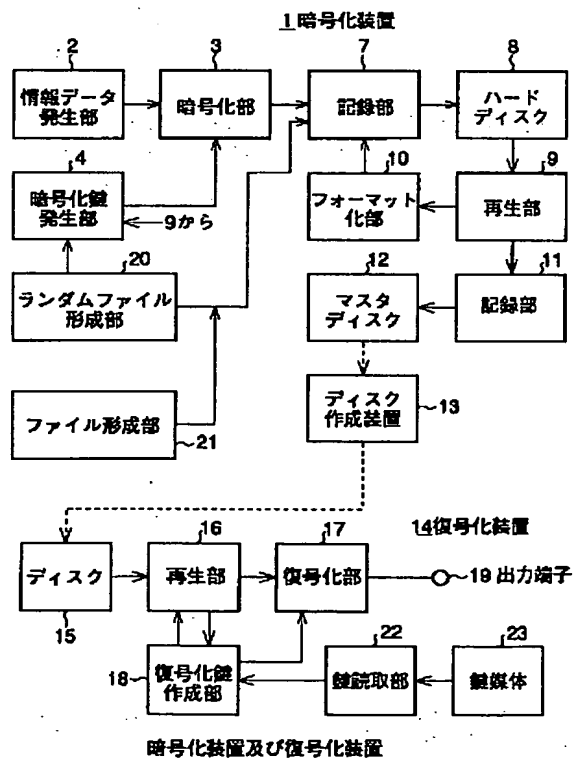 1 暗号化装置
2
3
7
8
情報データ
発生部
暗号化部
記録部
ハード
ディスク
4
10
9
暗号化鍵
発生部
9から
フォーマット
化部
再生部
20
12
11
ランダムファイル
形成部
マスタ
ディスク
記録部
ファイル形成部
21
ディスク
作成装置
13
16
17
14復号化装置
ディスク
再生部
復号化部
19 出力端子
15
22
23
18
復号化鍵
作成部
鍵読取部
鍵媒体
暗号化装置及び復号化装置